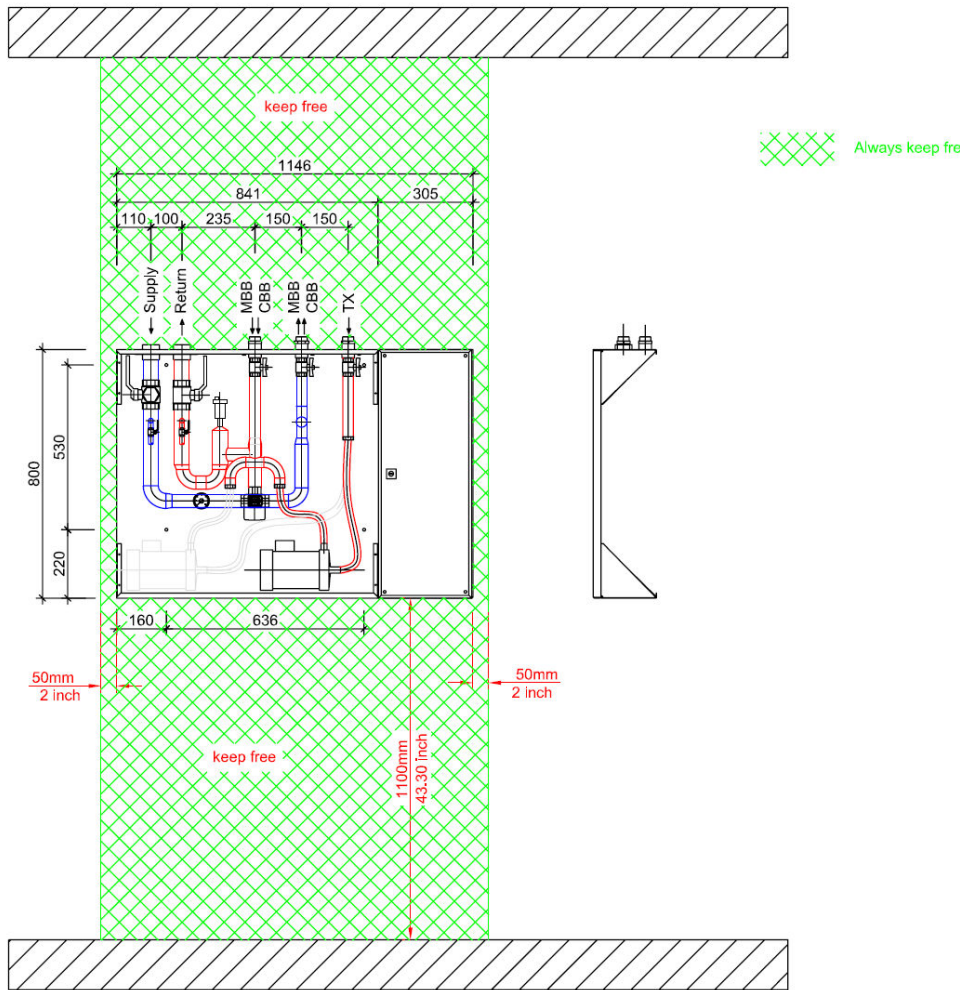 keep free
Always keep fre
1146
841
305
110
100
235
150
150
Supply
Return
MBB
CBB
MBB
CBB
TX
800
530
220
160
636
50mm
2 inch
50mm
2 inch
keep free
1100mm
43.30 inch